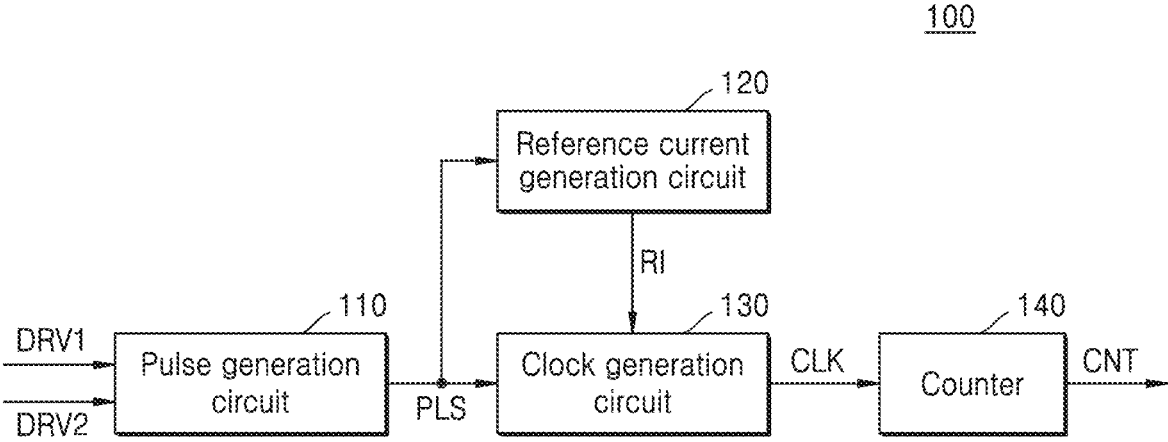 100
120
Reference current
generation circuit
RI
110
130
140
DRV1
DRV2
Pulse generation
circuit
PLS
Clock generation
circuit
CLK
Counter
CNT